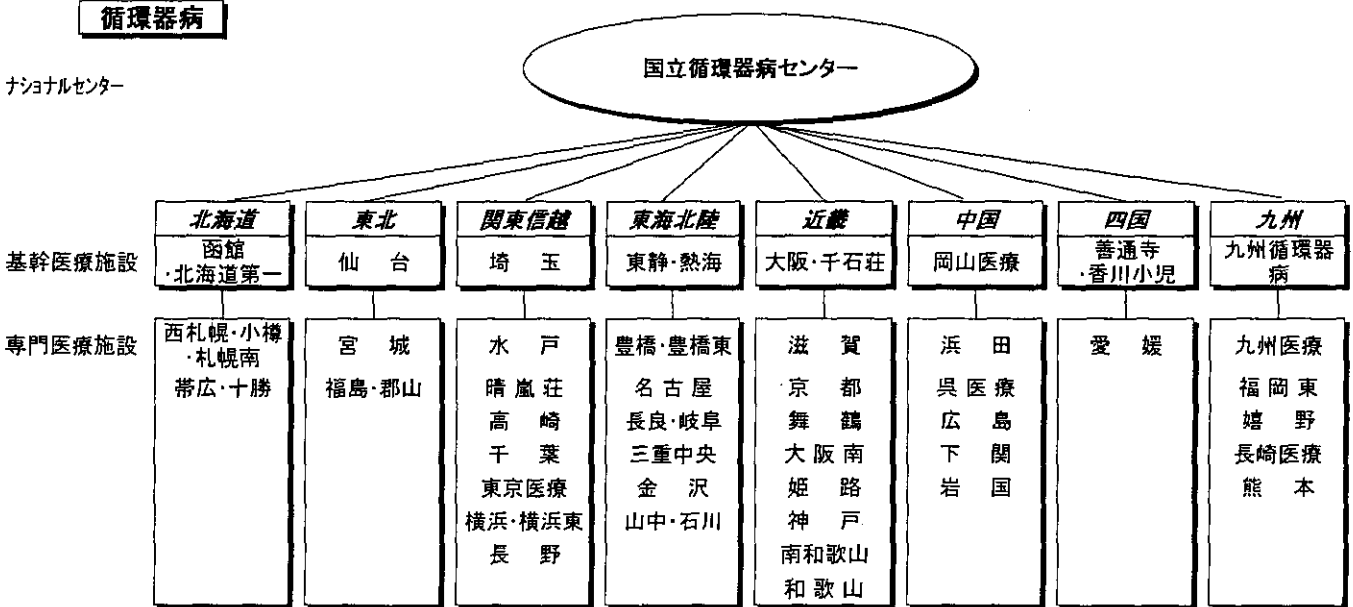 循環器病
ナショナルセンター
国立循環器病センター
北海道
東北
関東信越
東海北陸
近畿
中国
四国
九州
基幹医療施設
函館
・北海道第一
仙 台
埼 玉
東静・熱海
大阪・千石荘
岡山医療
善通寺
・香川小児
九州循環器
病
専門医療施設
西札幌・小樽
・札幌南
帯広・十勝
宮 城
福島・郡山
水 戸
晴嵐荘
高 崎
千 葉
東京医療
横浜・横浜東
長 野
豊橋・豊橋東
名古屋
長良・岐阜
三重中央
金 沢
山中・石川
滋 賀
京 都
舞 鶴
大阪南
姫 路
神 戸
南和歌山
和歌山
浜 田
呉医療
広 島
下 関
岩 国
愛 媛
九州医療
福岡東
嬉 野
長崎医療
熊 本